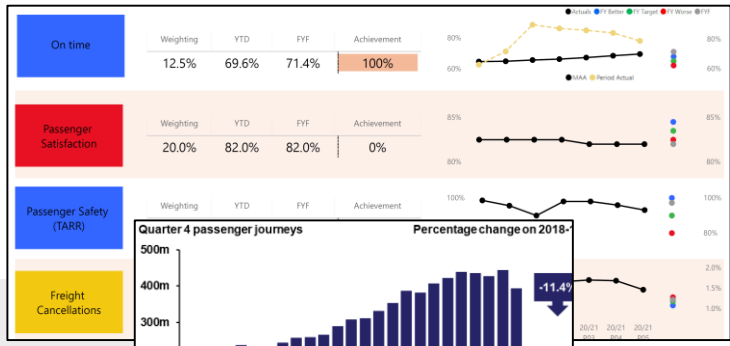 Actuals FY Better FY Target FY Worse FYF
On time
Weighting YTD FYF Achievement
12.5% 69.6% 71.4% 100%
80%
60%
80%
60%
MAA Period Actual
Passenger
Satisfaction
Weighting YTD FYF Achievement
20.0% 82.0% 82.0% 0%
85%
80%
85%
80%
Passenger Safety
(TARR)
Weighting YTD FYF Achievement
100%
100%
80%
Quarter 4 passenger journeys
Percentage change on 2018-1
500m
400m
300m
-11.4%
Freight
Cancellations
2.0%
1.5%
1.0%
20/21 20/21 20/21
P03 P04 P05